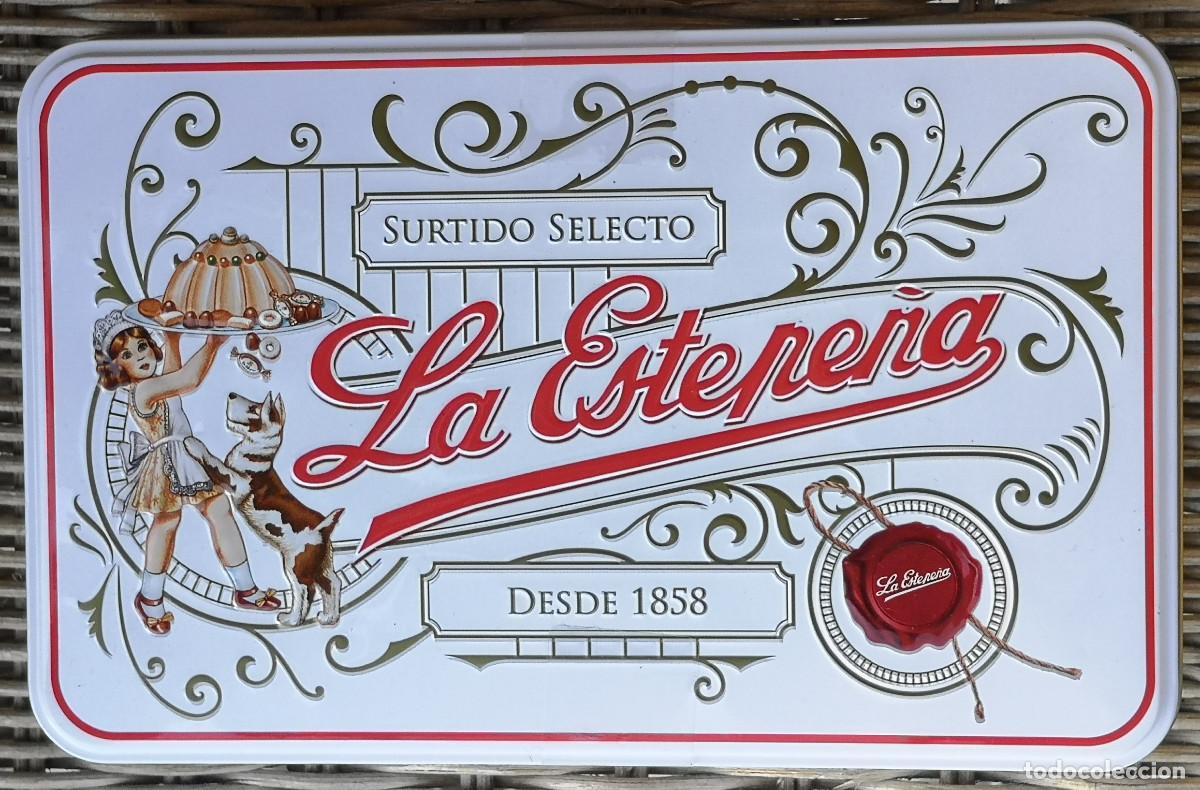 SURTIDO SELECTO
La Estepeña
DESDE 1858
La Estepeña
todocoleccion